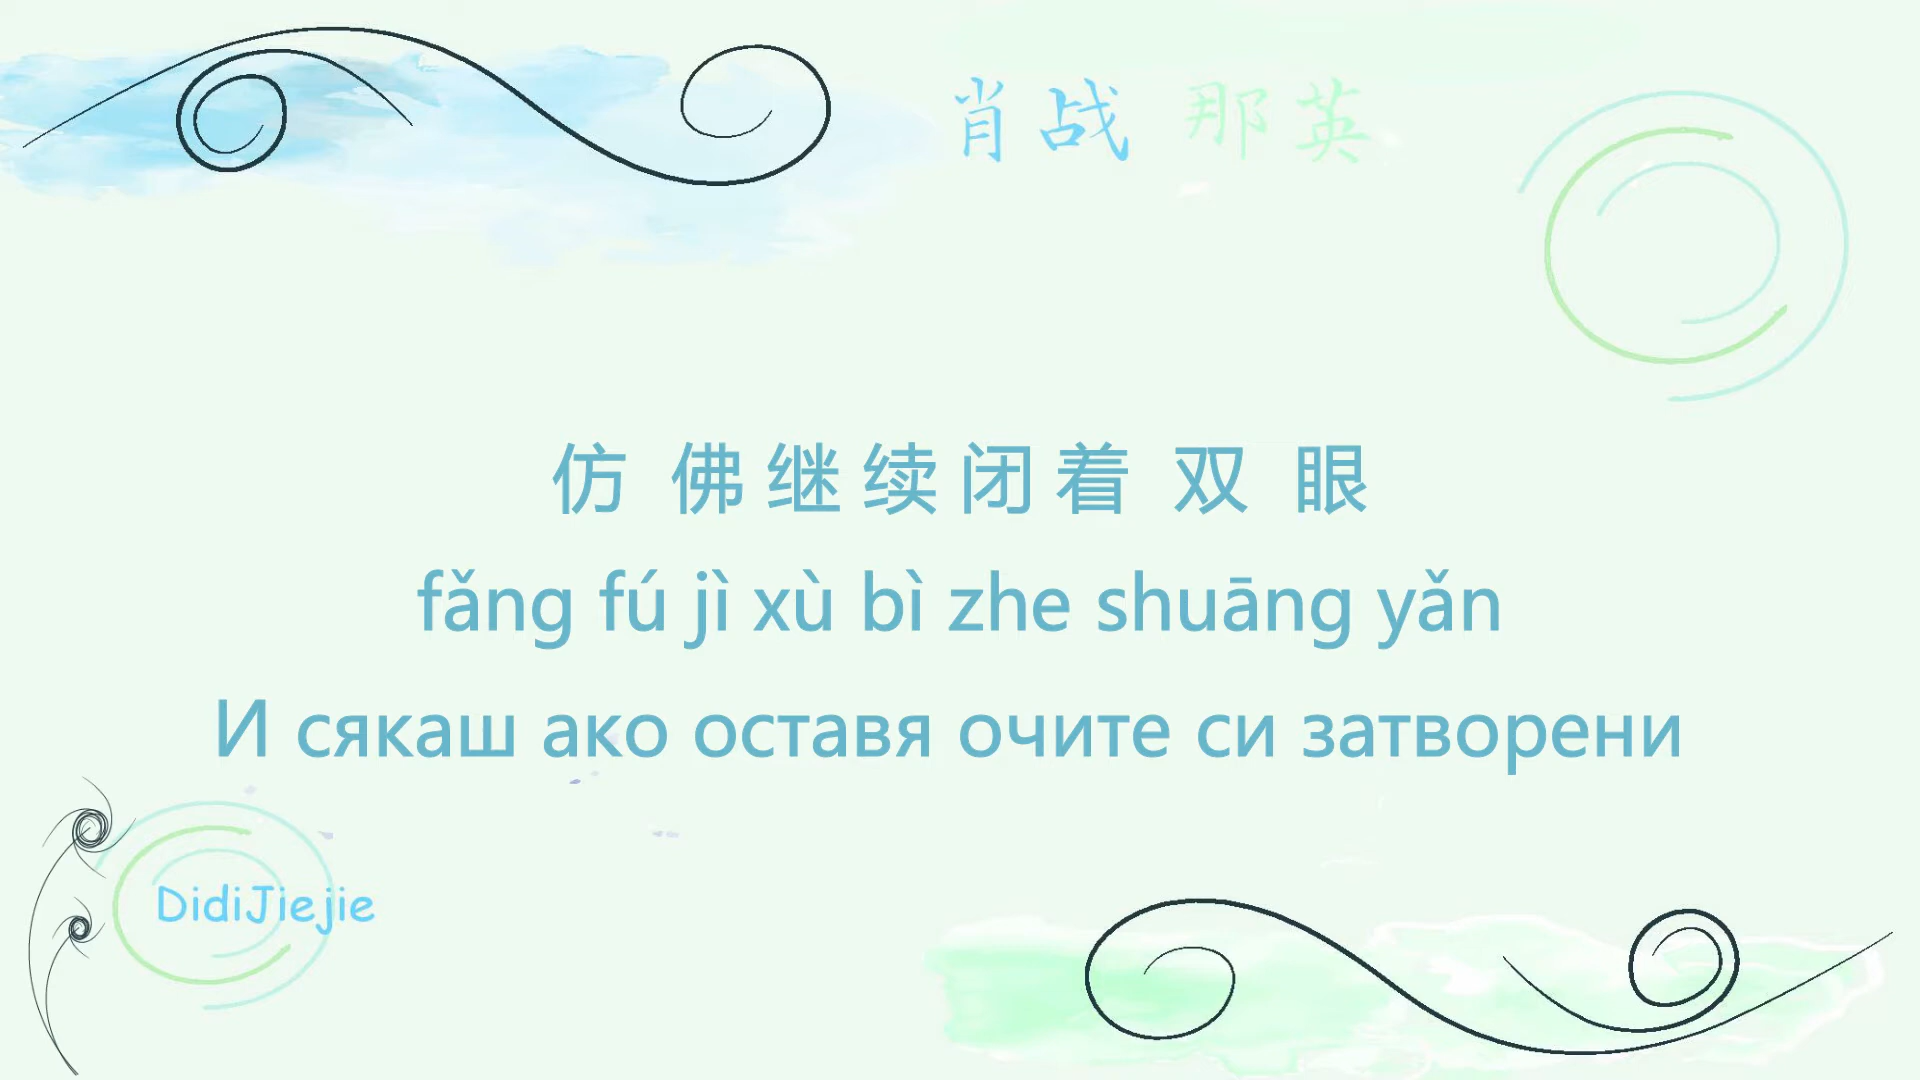 肖战 那英
仿 佛 继 续 闭 着 双 眼
fǎng fú jì xù bì zhe shuāng yǎn
И сякаш ако оставя очите си затворени
DidiJiejie